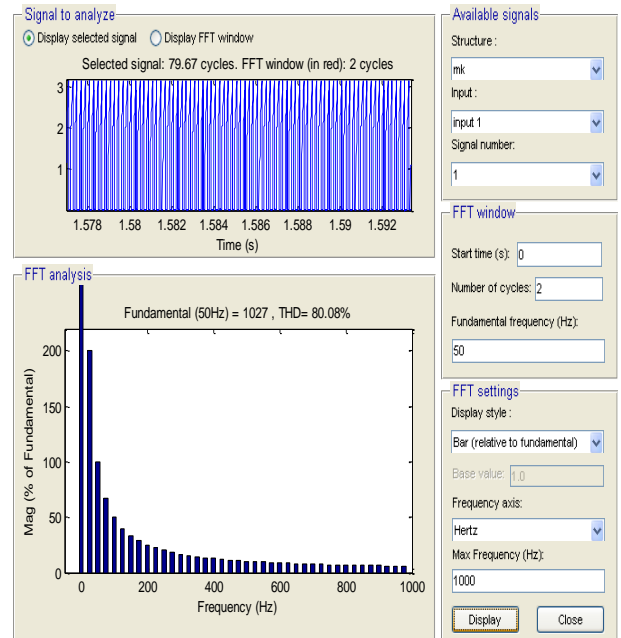 Signal to analyze
Display selected signal Display FFT window
Selected signal: 79.67 cycles. FFT window (in red): 2 cycles
3
2
1
1.578 1.58 1.582 1.584 1.586 1.588 1.59 1.592
Time (s)
FFT analysis
Fundamental (50Hz) = 1027 , THD= 80.08%
200
150
100
50
0
Mag (% of Fundamental)
0 200 400 600 800 1000
Frequency (Hz)
Available signals
Structure :
mk
Input :
input 1
Signal number:
1
FFT window
Start time (s): 0
Number of cycles: 2
Fundamental frequency (Hz):
50
FFT settings
Display style :
Bar (relative to fundamental)
Base value: 1.0
Frequency axis:
Hertz
Max Frequency (Hz):
1000
Display Close